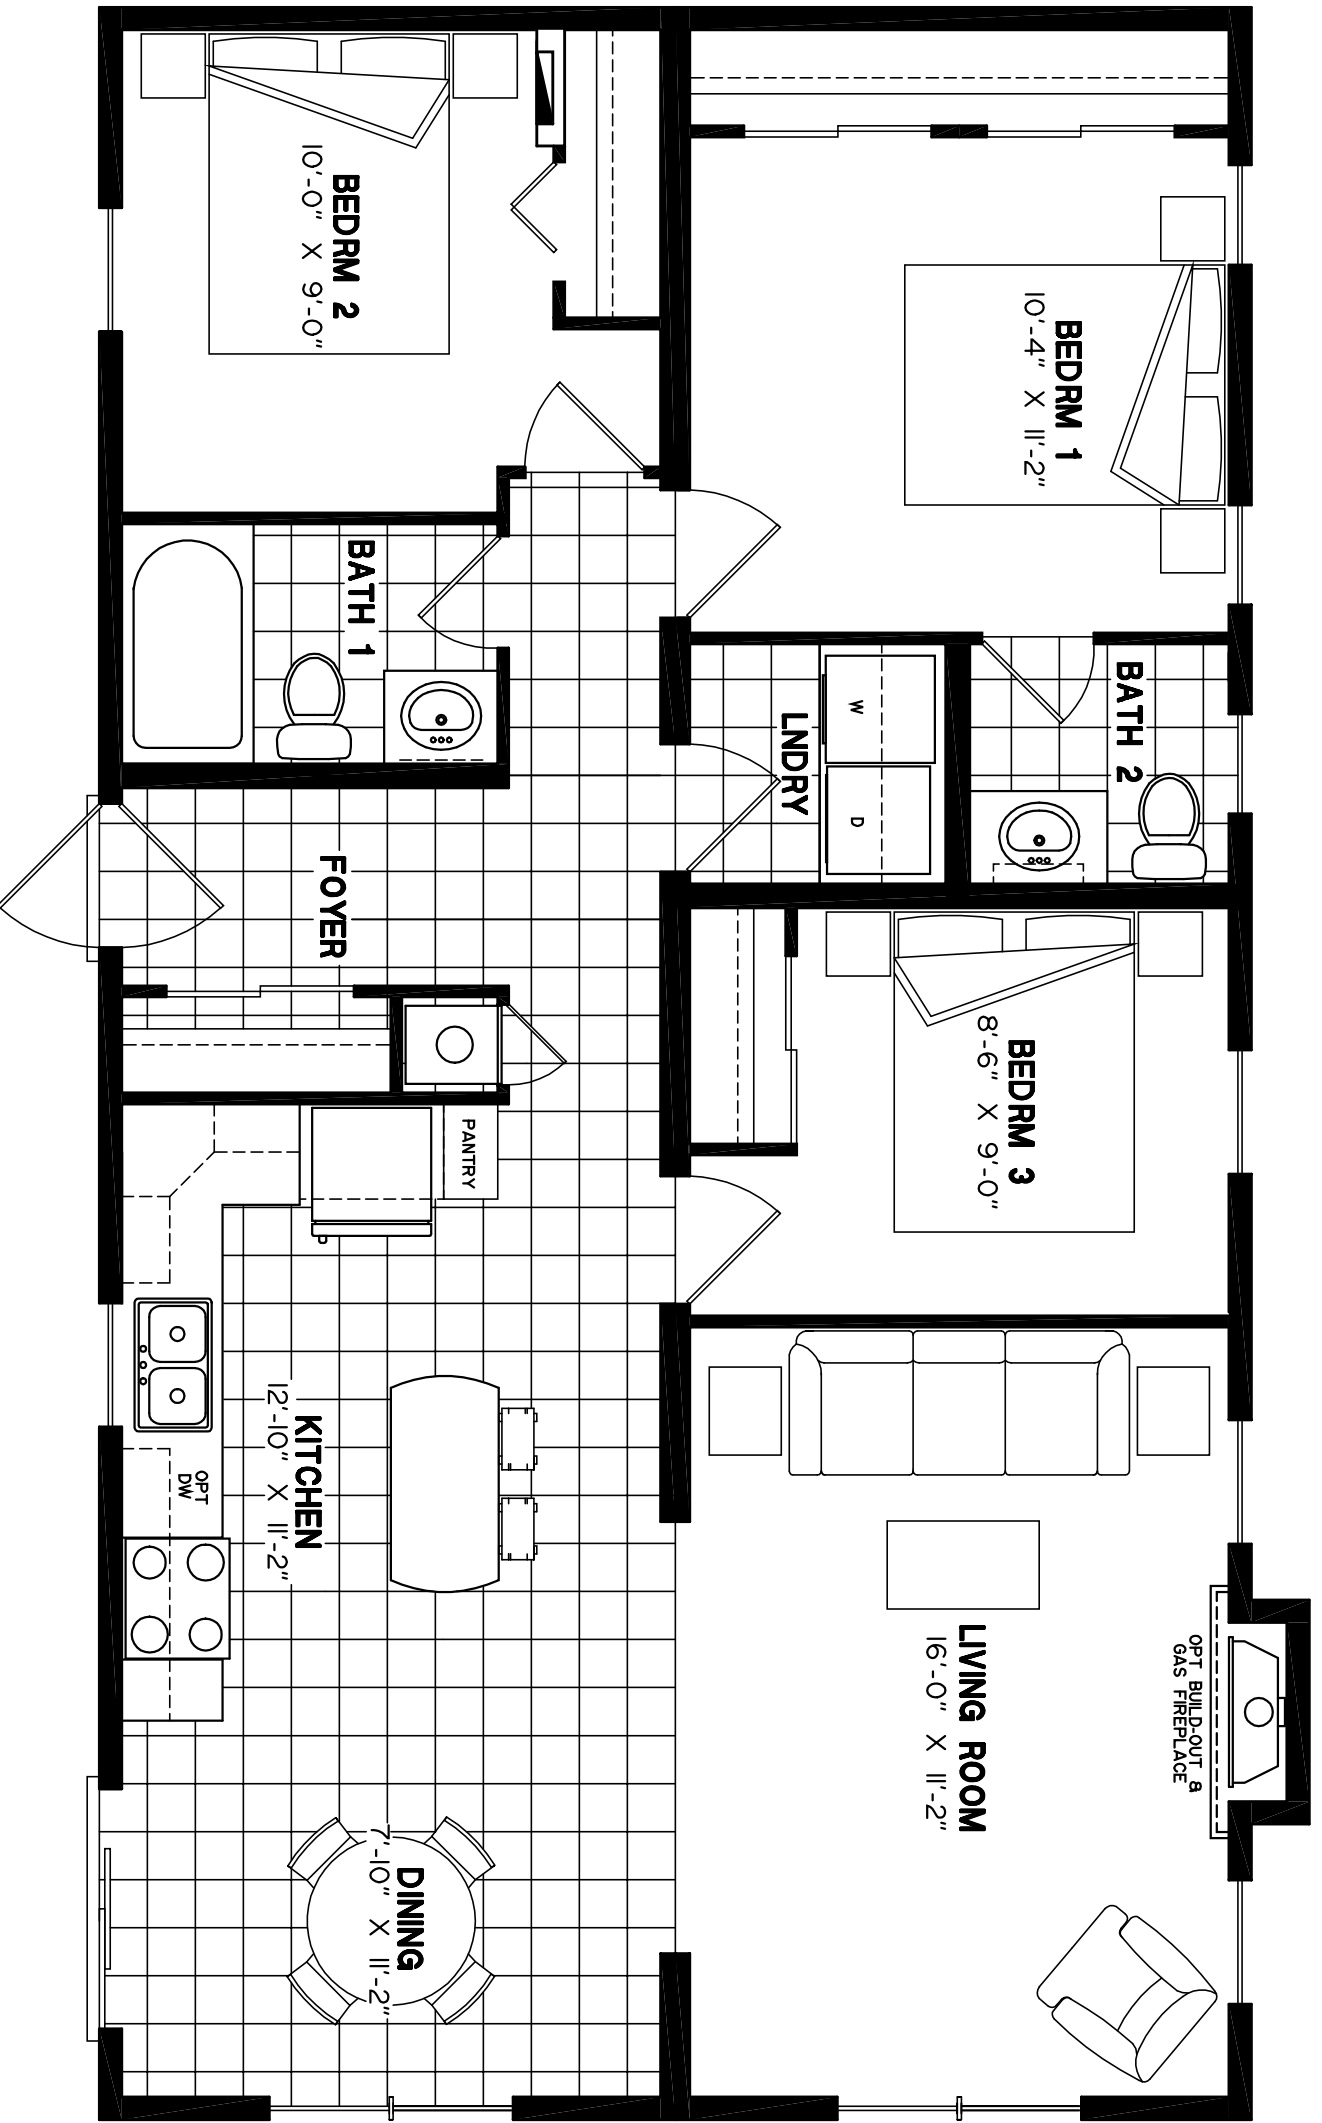 BEDRM 1
10'-4" X 11'-2"
BATH 2
BEDRM 3
8'-6" X 9'-0"
LIVING ROOM
16'-0" X 11'-2"
OPT BUILD-OUT &
GAS FIREPLACE
LNDRY
W
D
BEDRM 2
10'-0" X 9'-0"
BATH 1
FOYER
PANTRY
KITCHEN
12'-10" X 11'-2"
OPT
DW
DINING
7'-10" X 11'-2"